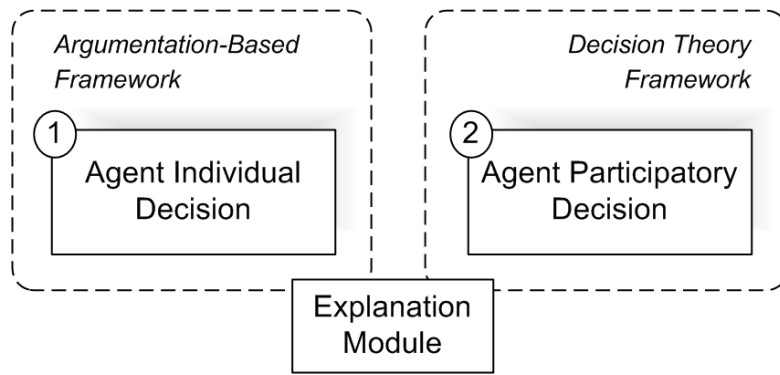 Argumentation-Based
Framework
1
Agent Individual
Decision
Decision Theory
Framework
2
Agent Participatory
Decision
Explanation
Module